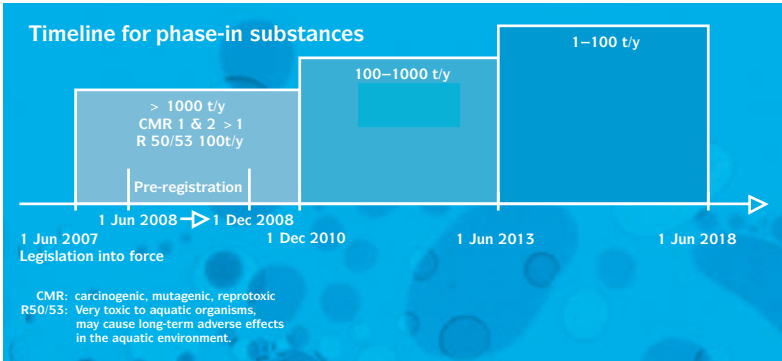 Timeline for phase-in substances
1–100 t/y
100–1000 t/y
> 1000 t/y
CMR 1 & 2 > 1
R 50/53 100t/y
Pre-registration
1 Jun 2008 1 Dec 2008
1 Jun 2007
Legislation into force
1 Dec 2010
1 Jun 2013
1 Jun 2018
CMR: carcinogenic, mutagenic, reprotoxic
R50/53: Very toxic to aquatic organisms,
may cause long-term adverse effects
in the aquatic environment.